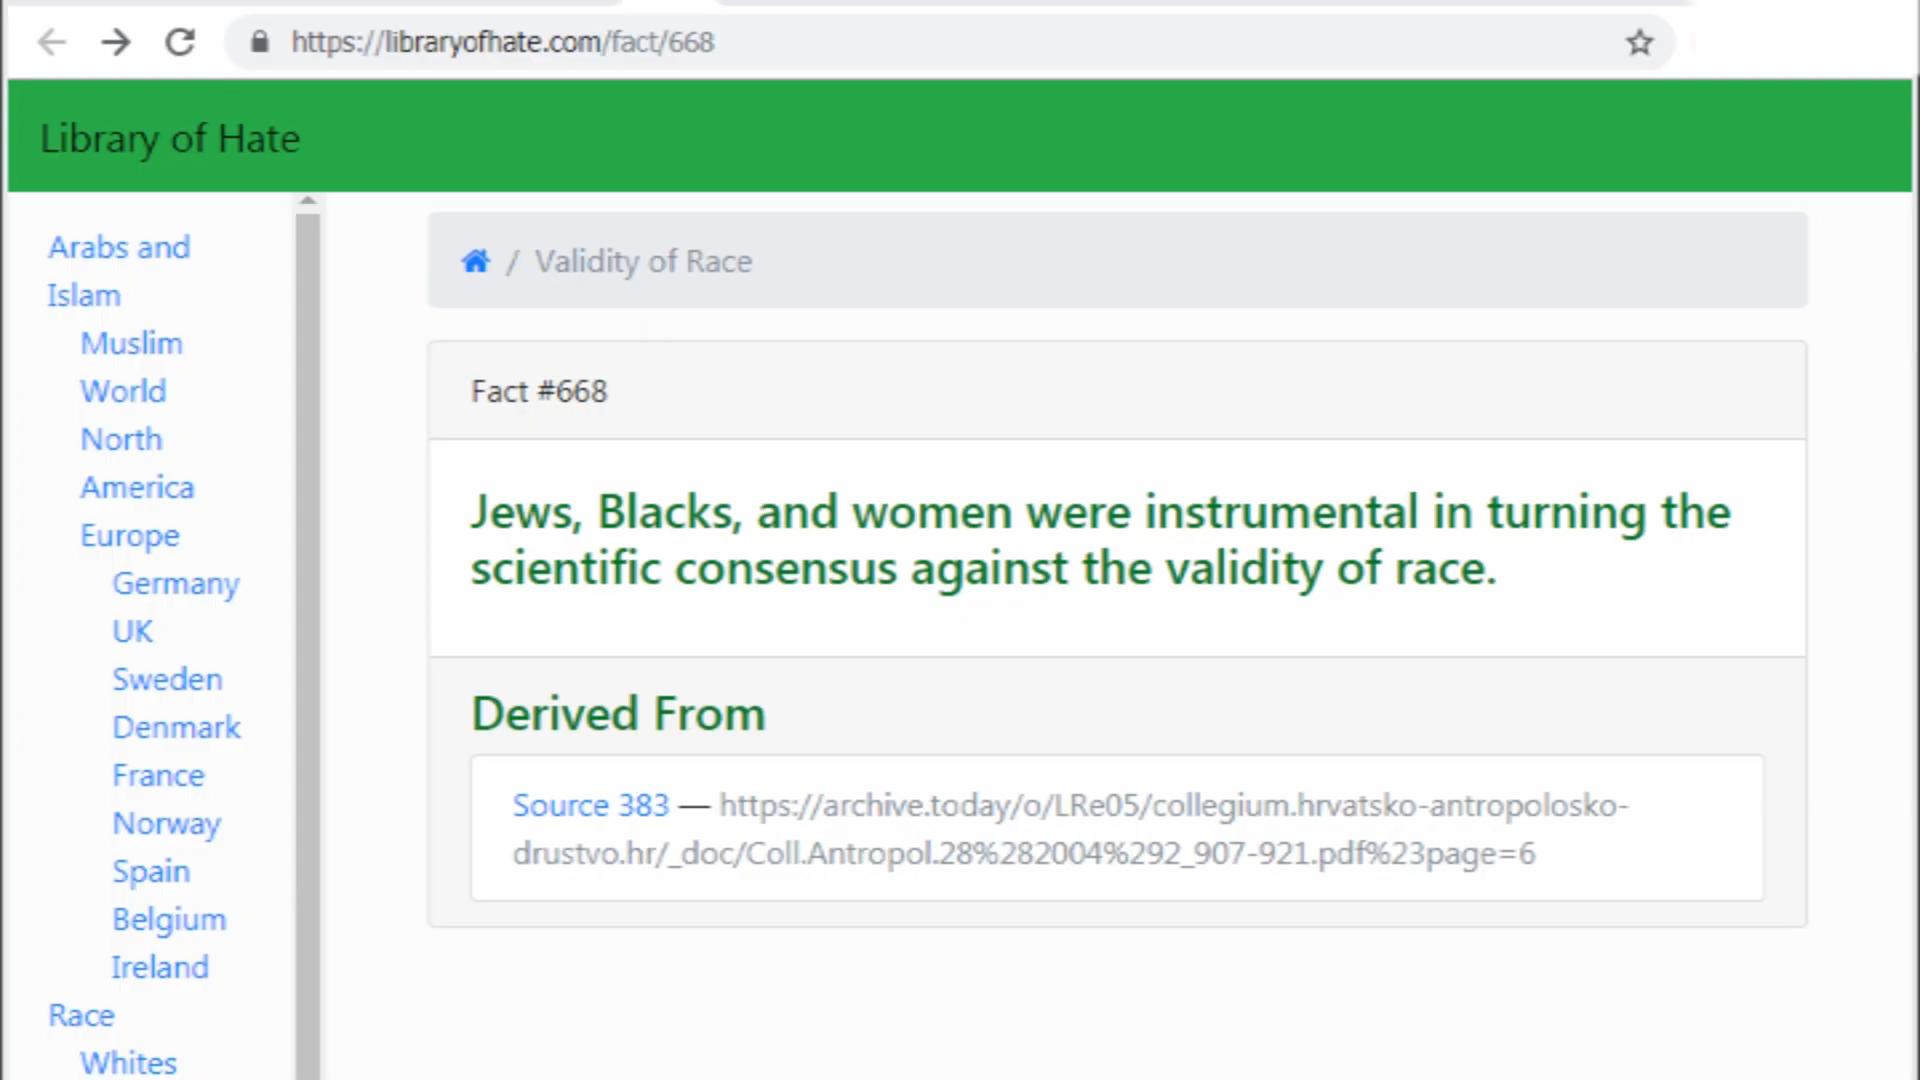 https://libraryofhate.com/fact/668
Library of Hate
Arabs and
Islam
Muslim
World
North
America
Europe
Germany
UK
Sweden
Denmark
France
Norway
Spain
Belgium
Ireland
Race
Whites
/ Validity of Race
Fact #668
Jews, Blacks, and women were instrumental in turning the
scientific consensus against the validity of race.
Derived From
Source 383 — https://archive.today/o/LRe05/collegium.hrvatsko-antropolosko-
drustvo.hr/_doc/Coll.Antropol.28%282004%292_907-921.pdf%23page=6